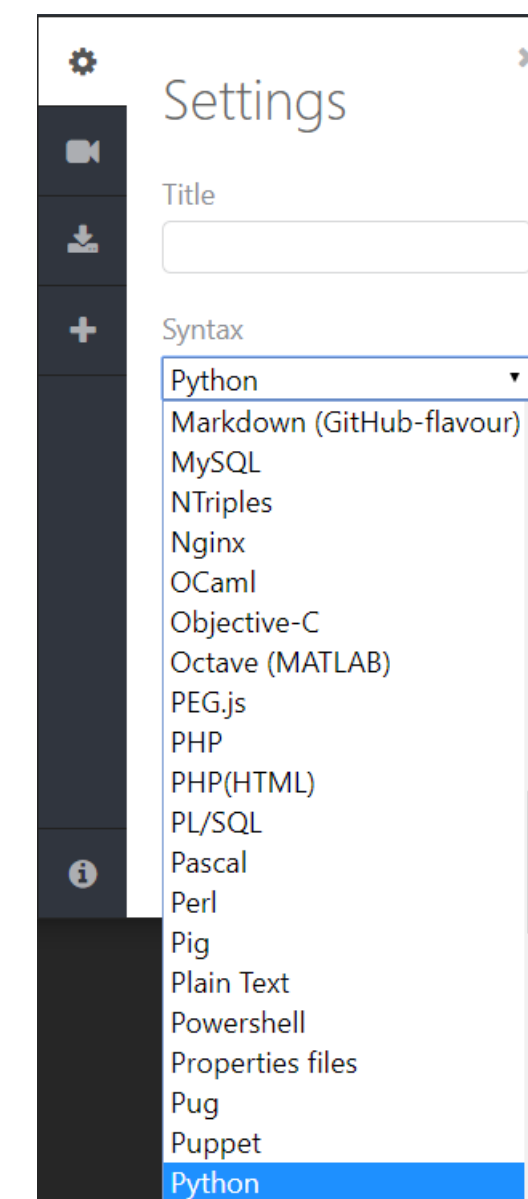 Settings
Title
Syntax
Python
Markdown (GitHub-flavour)
MySQL
NTriples
Nginx
OCaml
Objective-C
Octave (MATLAB)
PEG.js
PHP
PHP(HTML)
PL/SQL
Pascal
Perl
Pig
Plain Text
Powershell
Properties files
Pug
Puppet
Python